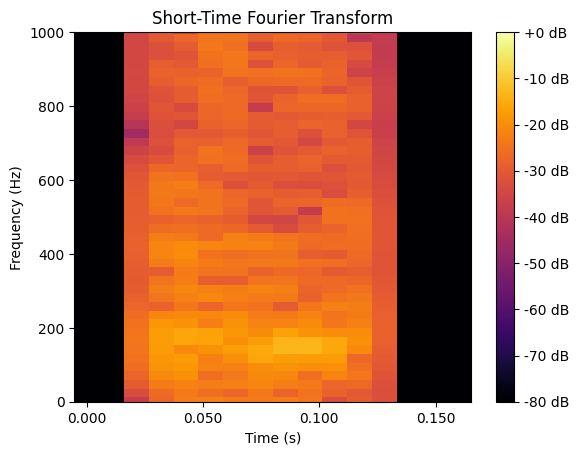 Short-Time Fourier Transform
1000
800
600
400
200
0
Frequency (Hz)
0.000
0.050
0.100
0.150
Time (s)
+0 dB
-10 dB
-20 dB
-30 dB
-40 dB
-50 dB
-60 dB
-70 dB
-80 dB